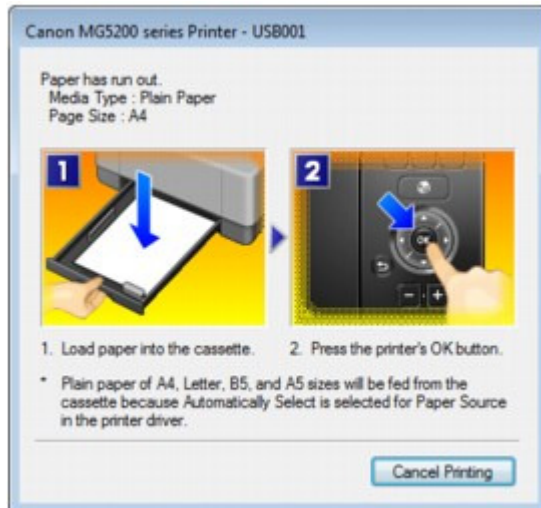 Canon MG5200 series Printer - USB001
Paper has run out.
Media Type : Plain Paper
Page Size : A4
1
2
OK
- +
1. Load paper into the cassette.
2. Press the printer's OK button.
* Plain paper of A4, Letter, B5, and A5 sizes will be fed from the
cassette because Automatically Select is selected for Paper Source
in the printer driver.
Cancel Printing